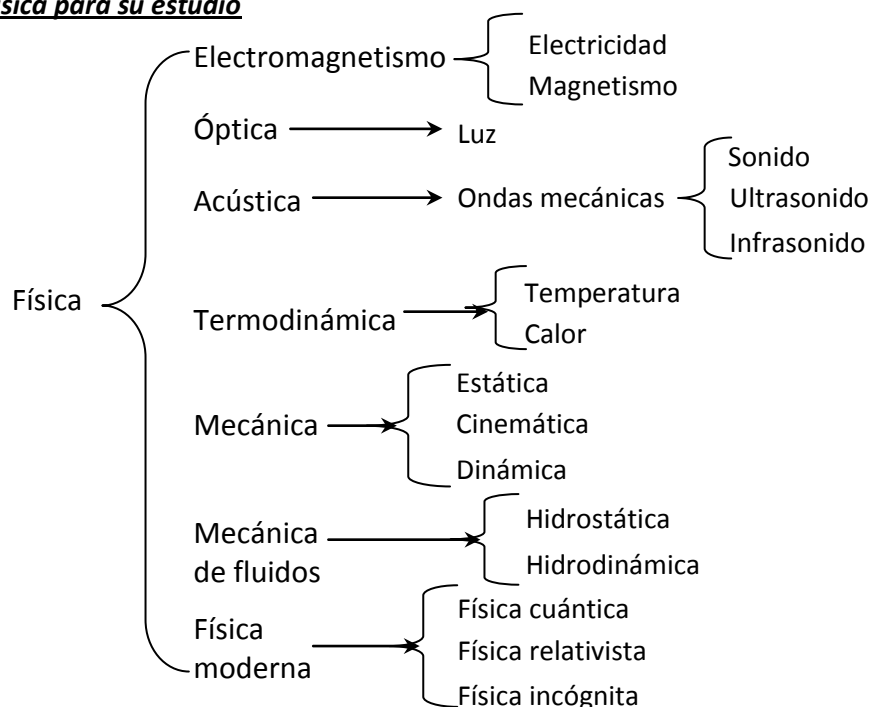 sica para su estudio
Física
Electromagnetismo
Electricidad
Magnetismo
Óptica
Luz
Acústica
Ondas mecánicas
Sonido
Ultrasonido
Infrasonido
Termodinámica
Temperatura
Calor
Mecánica
Estática
Cinemática
Dinámica
Mecánica
de fluidos
Hidrostática
Hidrodinámica
Física
moderna
Física cuántica
Física relativista
Física incógnita